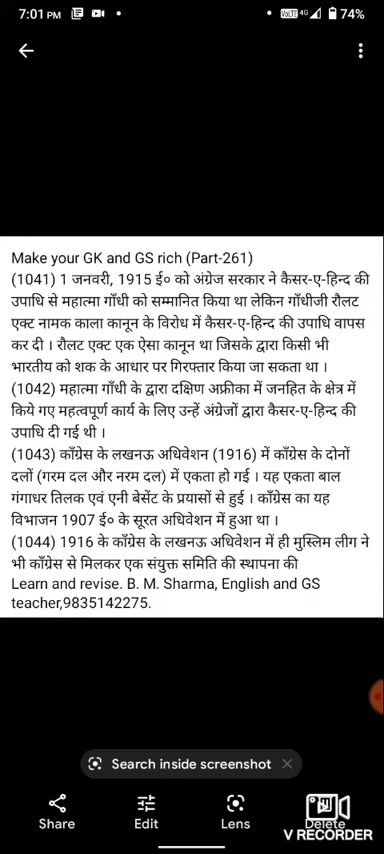 7:01 PM VoLTE 4G 74%
Make your GK and GS rich (Part-261)
(1041) 1 जनवरी, 1915 ई० को अंग्रेज सरकार ने कैसर-ए-हिन्द की
उपाधि से महात्मा गाँधी को सम्मानित किया था लेकिन गाँधीजी रौलट
एक्ट नामक काला कानून के विरोध में कैसर-ए-हिन्द की उपाधि वापस
कर दी । रौलट एक्ट एक ऐसा कानून था जिसके द्वारा किसी भी
भारतीय को शक के आधार पर गिरफ्तार किया जा सकता था ।
(1042) महात्मा गाँधी के द्वारा दक्षिण अफ्रीका में जनहित के क्षेत्र में
किये गए महत्वपूर्ण कार्य के लिए उन्हें अंग्रेजों द्वारा कैसर-ए-हिन्द की
उपाधि दी गई थी ।
(1043) काँग्रेस के लखनऊ अधिवेशन (1916) में काँग्रेस के दोनों
दलों (गरम दल और नरम दल) में एकता हो गई । यह एकता बाल
गंगाधर तिलक एवं एनी बेसेंट के प्रयासों से हुई । काँग्रेस का यह
विभाजन 1907 ई० के सूरत अधिवेशन में हुआ था ।
(1044) 1916 के काँग्रेस के लखनऊ अधिवेशन में ही मुस्लिम लीग ने
भी काँग्रेस से मिलकर एक संयुक्त समिति की स्थापना की
Learn and revise. B. M. Sharma, English and GS
teacher,9835142275.
Search inside screenshot
Share Edit Lens Delete
V RECORDER